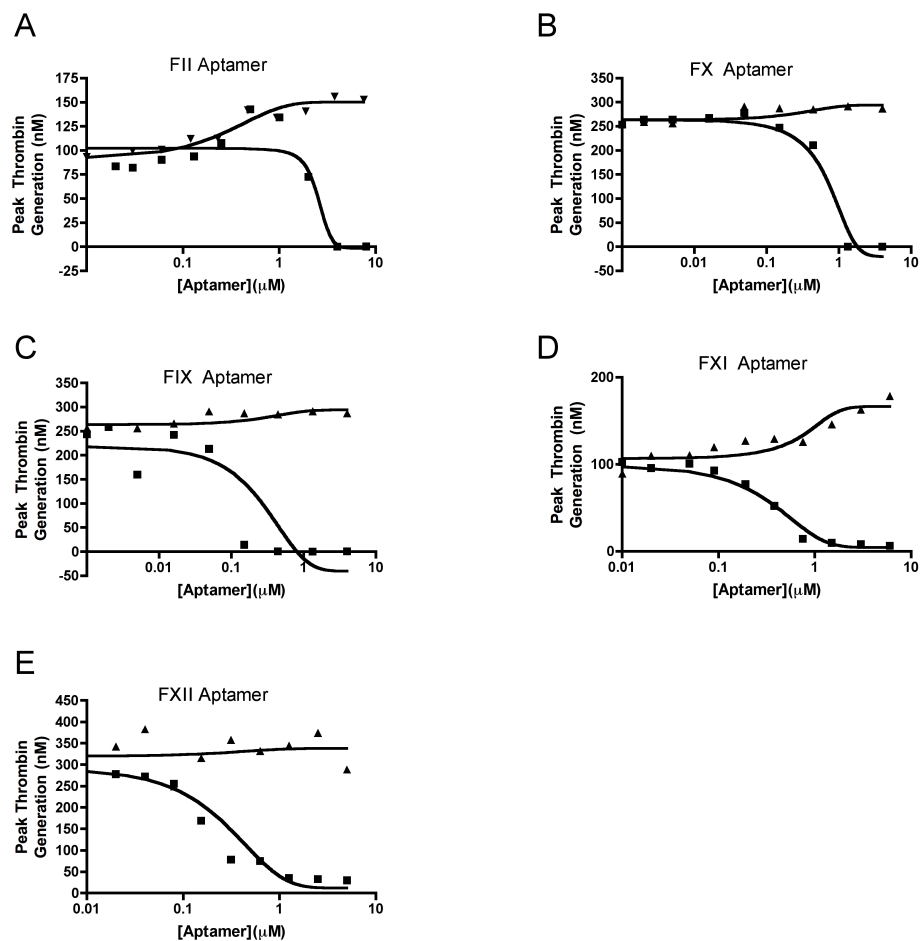 A
FII Aptamer
Peak Thrombin
Generation (nM)
175
150
125
100
75
50
25
0
-25
0.1
1
10
[Aptamer](μM)
B
FX Aptamer
Peak Thrombin
Generation (nM)
350
300
250
200
150
100
50
0
-50
0.01
0.1
1
10
[Aptamer](μM)
C
FIX Aptamer
Peak Thrombin
Generation (nM)
350
300
250
200
150
100
50
0
-50
0.01
0.1
1
10
[Aptamer](μM)
D
FXI Aptamer
Peak Thrombin
Generation (nM)
200
100
0
0.01
0.1
1
10
[Aptamer](μM)
E
FXII Aptamer
Peak Thrombin
Generation (nM)
450
400
350
300
250
200
150
100
50
0
0.01
0.1
1
10
[Aptamer](μM)